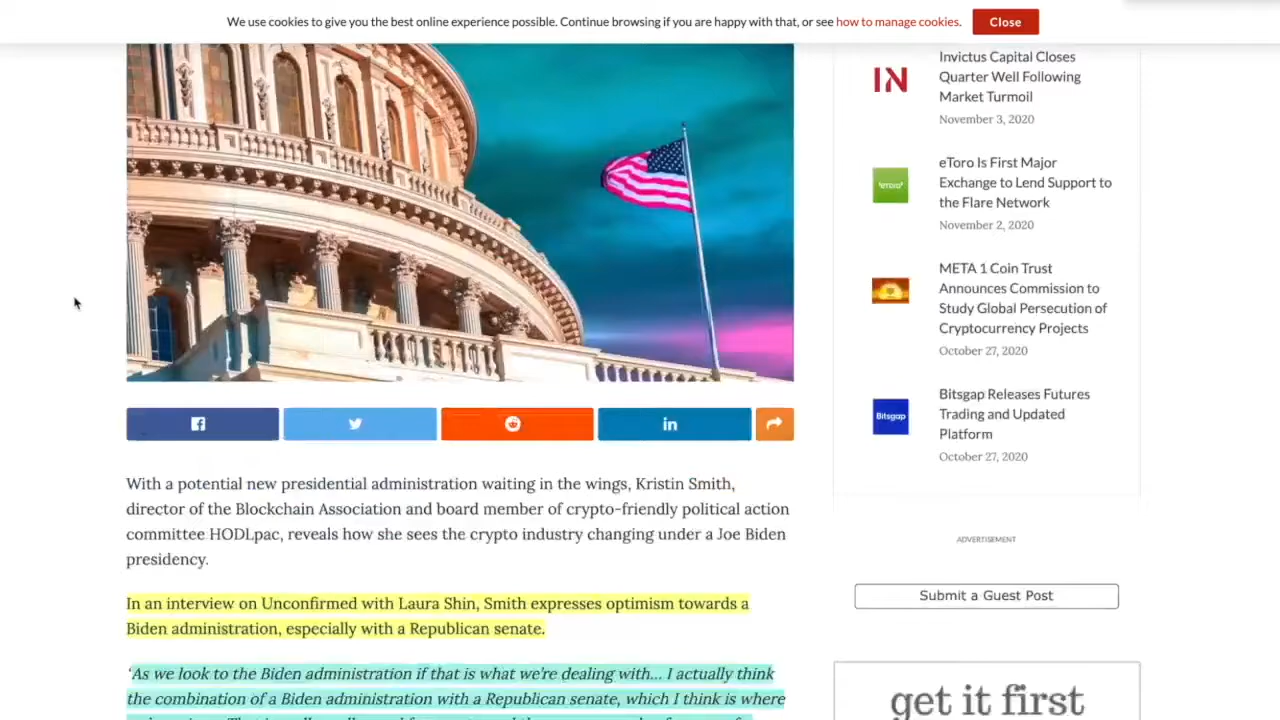 We use cookies to give you the best online experience possible. Continue browsing if you are happy with that, or see how to manage cookies. Close
Invictus Capital Closes
Quarter Well Following
Market Turmoil
November 3, 2020
eToro Is First Major
Exchange to Lend Support to
the Flare Network
November 2, 2020
META 1 Coin Trust
Announces Commission to
Study Global Persecution of
Cryptocurrency Projects
October 27, 2020
Bitsgap
Bitsgap Releases Futures
Trading and Updated
Platform
October 27, 2020
With a potential new presidential administration waiting in the wings, Kristin Smith,
director of the Blockchain Association and board member of crypto-friendly political action
committee HODLpac, reveals how she sees the crypto industry changing under a Joe Biden
presidency.
In an interview on Unconfirmed with Laura Shin, Smith expresses optimism towards a
Biden administration, especially with a Republican senate.
‘As we look to the Biden administration if that is what we’re dealing with… I actually think
the combination of a Biden administration with a Republican senate, which I think is where
ADVERTISEMENT
Submit a Guest Post
get it first